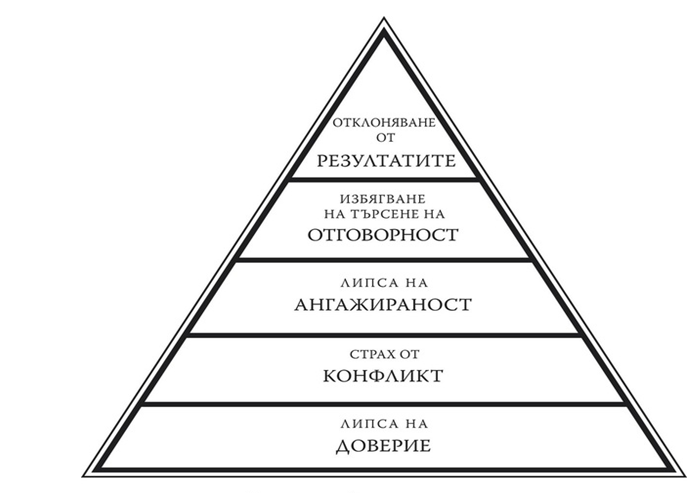 ОТКЛОНЯВАНЕ
ОТ
РЕЗУЛТАТИТЕ
ИЗБЯГВАНЕ
НА ТЪРСЕНЕ НА
ОТГОВОРНОСТ
ЛИПСА НА
АНГАЖИРАНОСТ
СТРАХ ОТ
КОНФЛИКТ
ЛИПСА НА
ДОВЕРИЕ